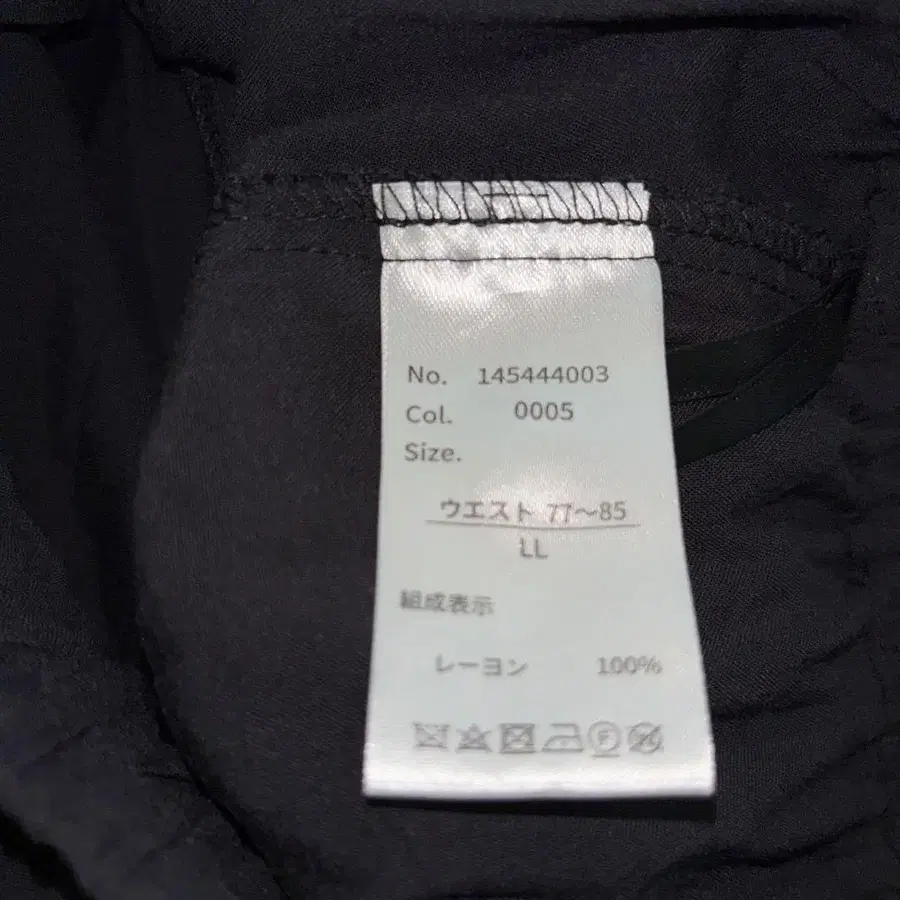 No. 145444003
Col. 0005
Size.
ウエスト 77～85
LL
組成表示
レーヨン 100%